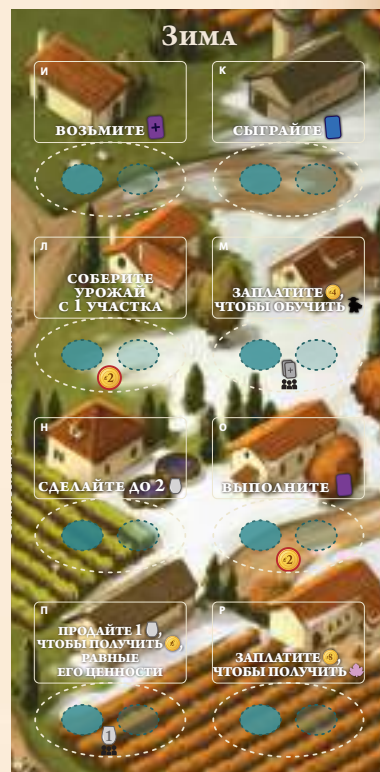 Зима
И
ВОЗЬМИТЕ +
К
СЫГРАЙТЕ
Л
СОБЕРИТЕ
УРОЖАЙ
С 1 УЧАСТКА
М
ЗАПЛАТИТЕ 4,
ЧТОБЫ ОБУЧИТЬ
2
+
Н
СДЕЛАЙТЕ ДО 2
О
ВЫПОЛНИТЕ
2
П
ПРОДАЙТЕ 1 ,
ЧТОБЫ ПОЛУЧИТЬ ,
РАВНЫЕ
ЕГО ЦЕННОСТИ
Р
ЗАПЛАТИТЕ 8,
ЧТОБЫ ПОЛУЧИТЬ
1